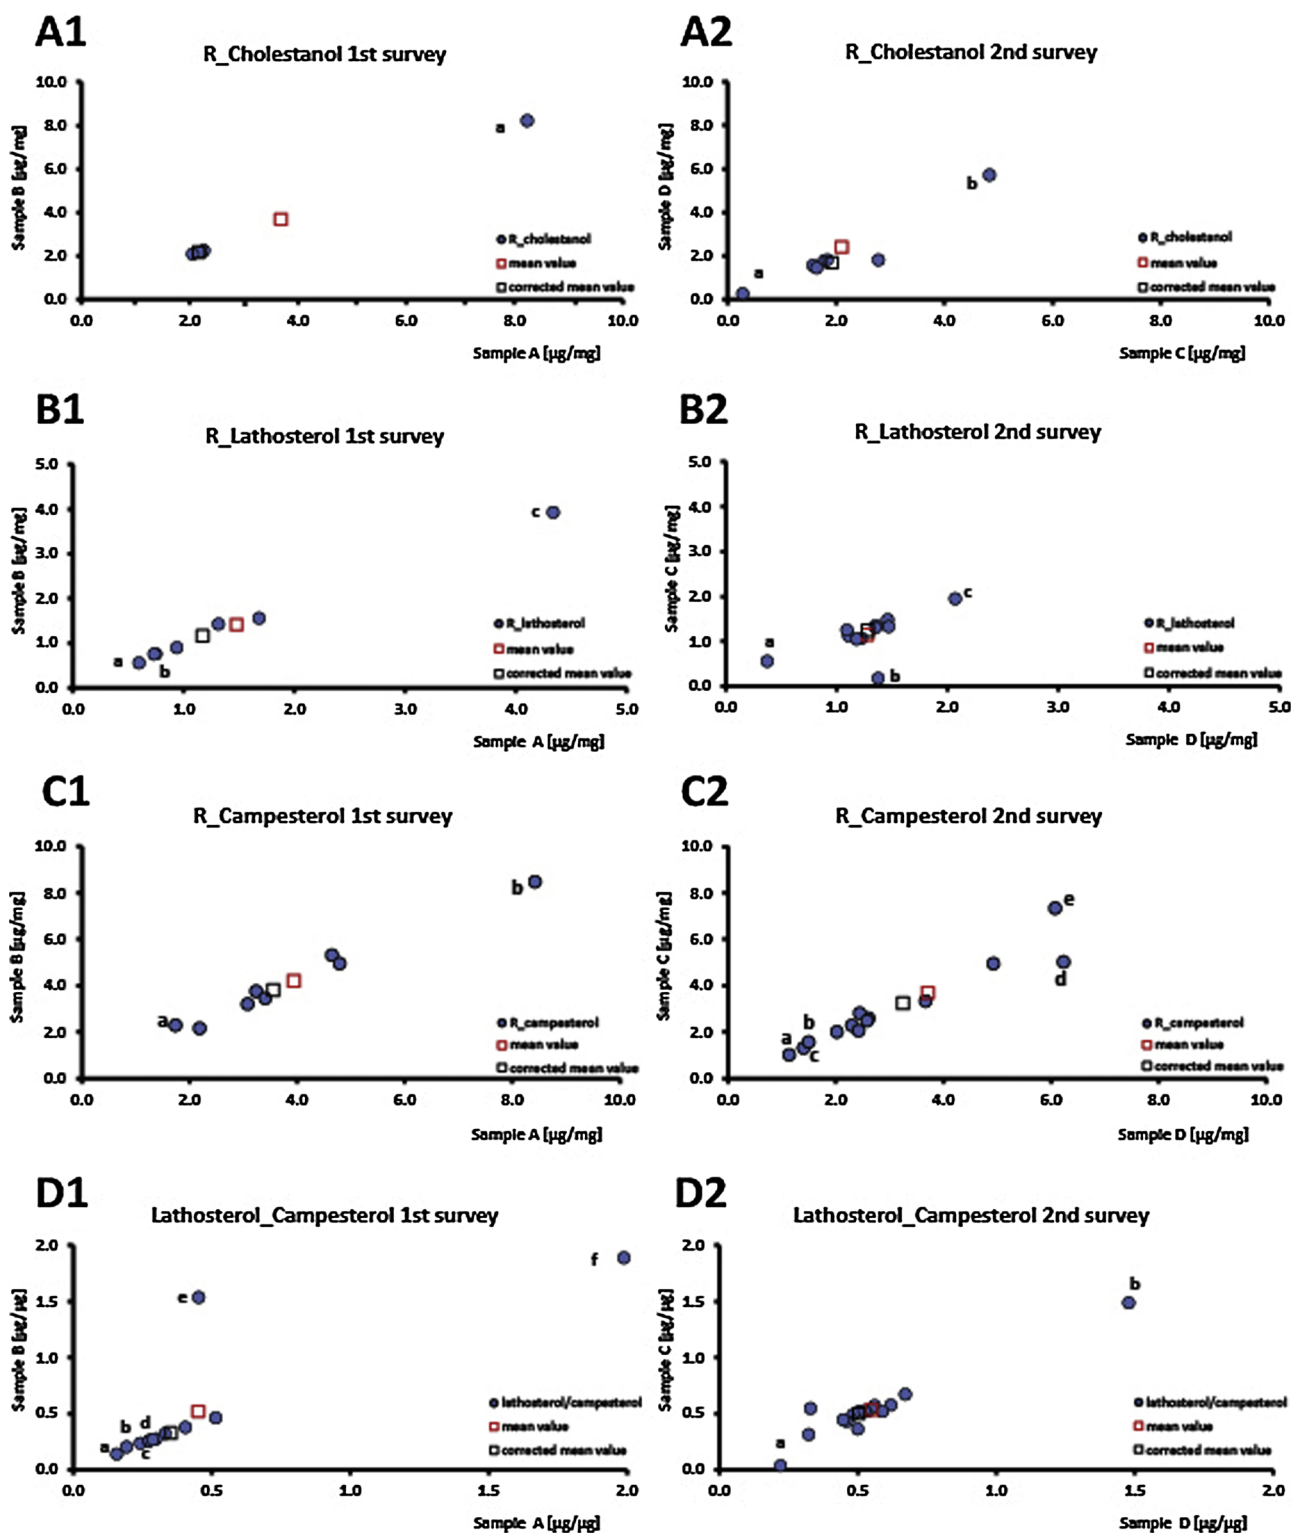 A1
R_Cholestanol 1st survey
10.0
8.0
6.0
4.0
2.0
0.0
Sample B [µg/mg]
a
R_cholestanol
mean value
corrected mean value
0.0 2.0 4.0 6.0 8.0 10.0
Sample A [µg/mg]
A2
R_Cholestanol 2nd survey
10.0
8.0
6.0
4.0
2.0
0.0
Sample D [µg/mg]
b
a
R_cholestanol
mean value
corrected mean value
0.0 2.0 4.0 6.0 8.0 10.0
Sample C [µg/mg]
B1
R_Lathosterol 1st survey
5.0
4.0
3.0
2.0
1.0
0.0
Sample B [µg/mg]
c
a
b
R_lathosterol
mean value
corrected mean value
0.0 1.0 2.0 3.0 4.0 5.0
Sample A [µg/mg]
B2
R_Lathosterol 2nd survey
5.0
4.0
3.0
2.0
1.0
0.0
Sample C [µg/mg]
c
a
b
R_lathosterol
mean value
corrected mean value
0.0 1.0 2.0 3.0 4.0 5.0
Sample D [µg/mg]
C1
R_Campesterol 1st survey
10.0
8.0
6.0
4.0
2.0
0.0
Sample B [µg/mg]
b
a
R_campesterol
mean value
corrected mean value
0.0 2.0 4.0 6.0 8.0 10.0
Sample A [µg/mg]
C2
R_Campesterol 2nd survey
10.0
8.0
6.0
4.0
2.0
0.0
Sample C [µg/mg]
e
d
b
a
c
R_campesterol
mean value
corrected mean value
0.0 2.0 4.0 6.0 8.0 10.0
Sample D [µg/mg]
D1
Lathosterol_Campesterol 1st survey
2.0
1.5
1.0
0.5
0.0
Sample B [µg/µg]
f
e
b d
a
c
lathosterol/campesterol
mean value
corrected mean value
0.0 0.5 1.0 1.5 2.0
Sample A [µg/µg]
D2
Lathosterol_Campesterol 2nd survey
2.0
1.5
1.0
0.5
0.0
Sample C [µg/µg]
b
a
lathosterol/campesterol
mean value
corrected mean value
0.0 0.5 1.0 1.5 2.0
Sample D [µg/µg]